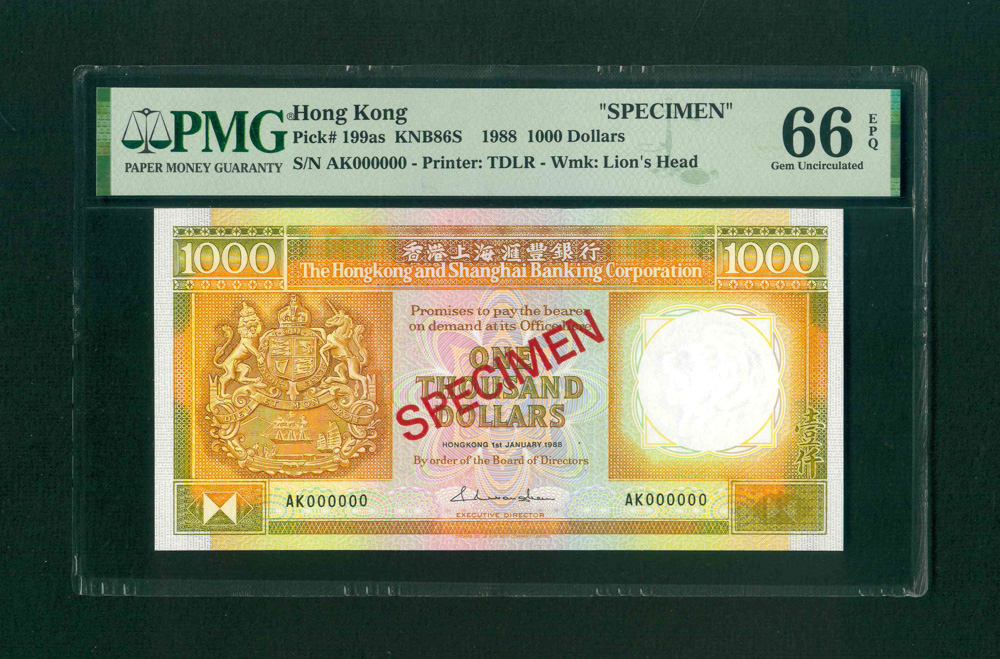 PMG®
PAPER MONEY GUARANTY
Hong Kong "SPECIMEN"
Pick# 199as KNB86S 1988 1000 Dollars
S/N AK000000 - Printer: TDLR - Wmk: Lion's Head
66 EPQ
Gem Uncirculated
1000 香港上海滙豐銀行 1000
The Hongkong and Shanghai Banking Corporation
Promises to pay the bearer
on demand at its Office here
ONE
THOUSAND
DOLLARS
SPECIMEN
HONGKONG 1st JANUARY 1988
By order of the Board of Directors
壹仟
AK000000 AK000000
EXECUTIVE DIRECTOR